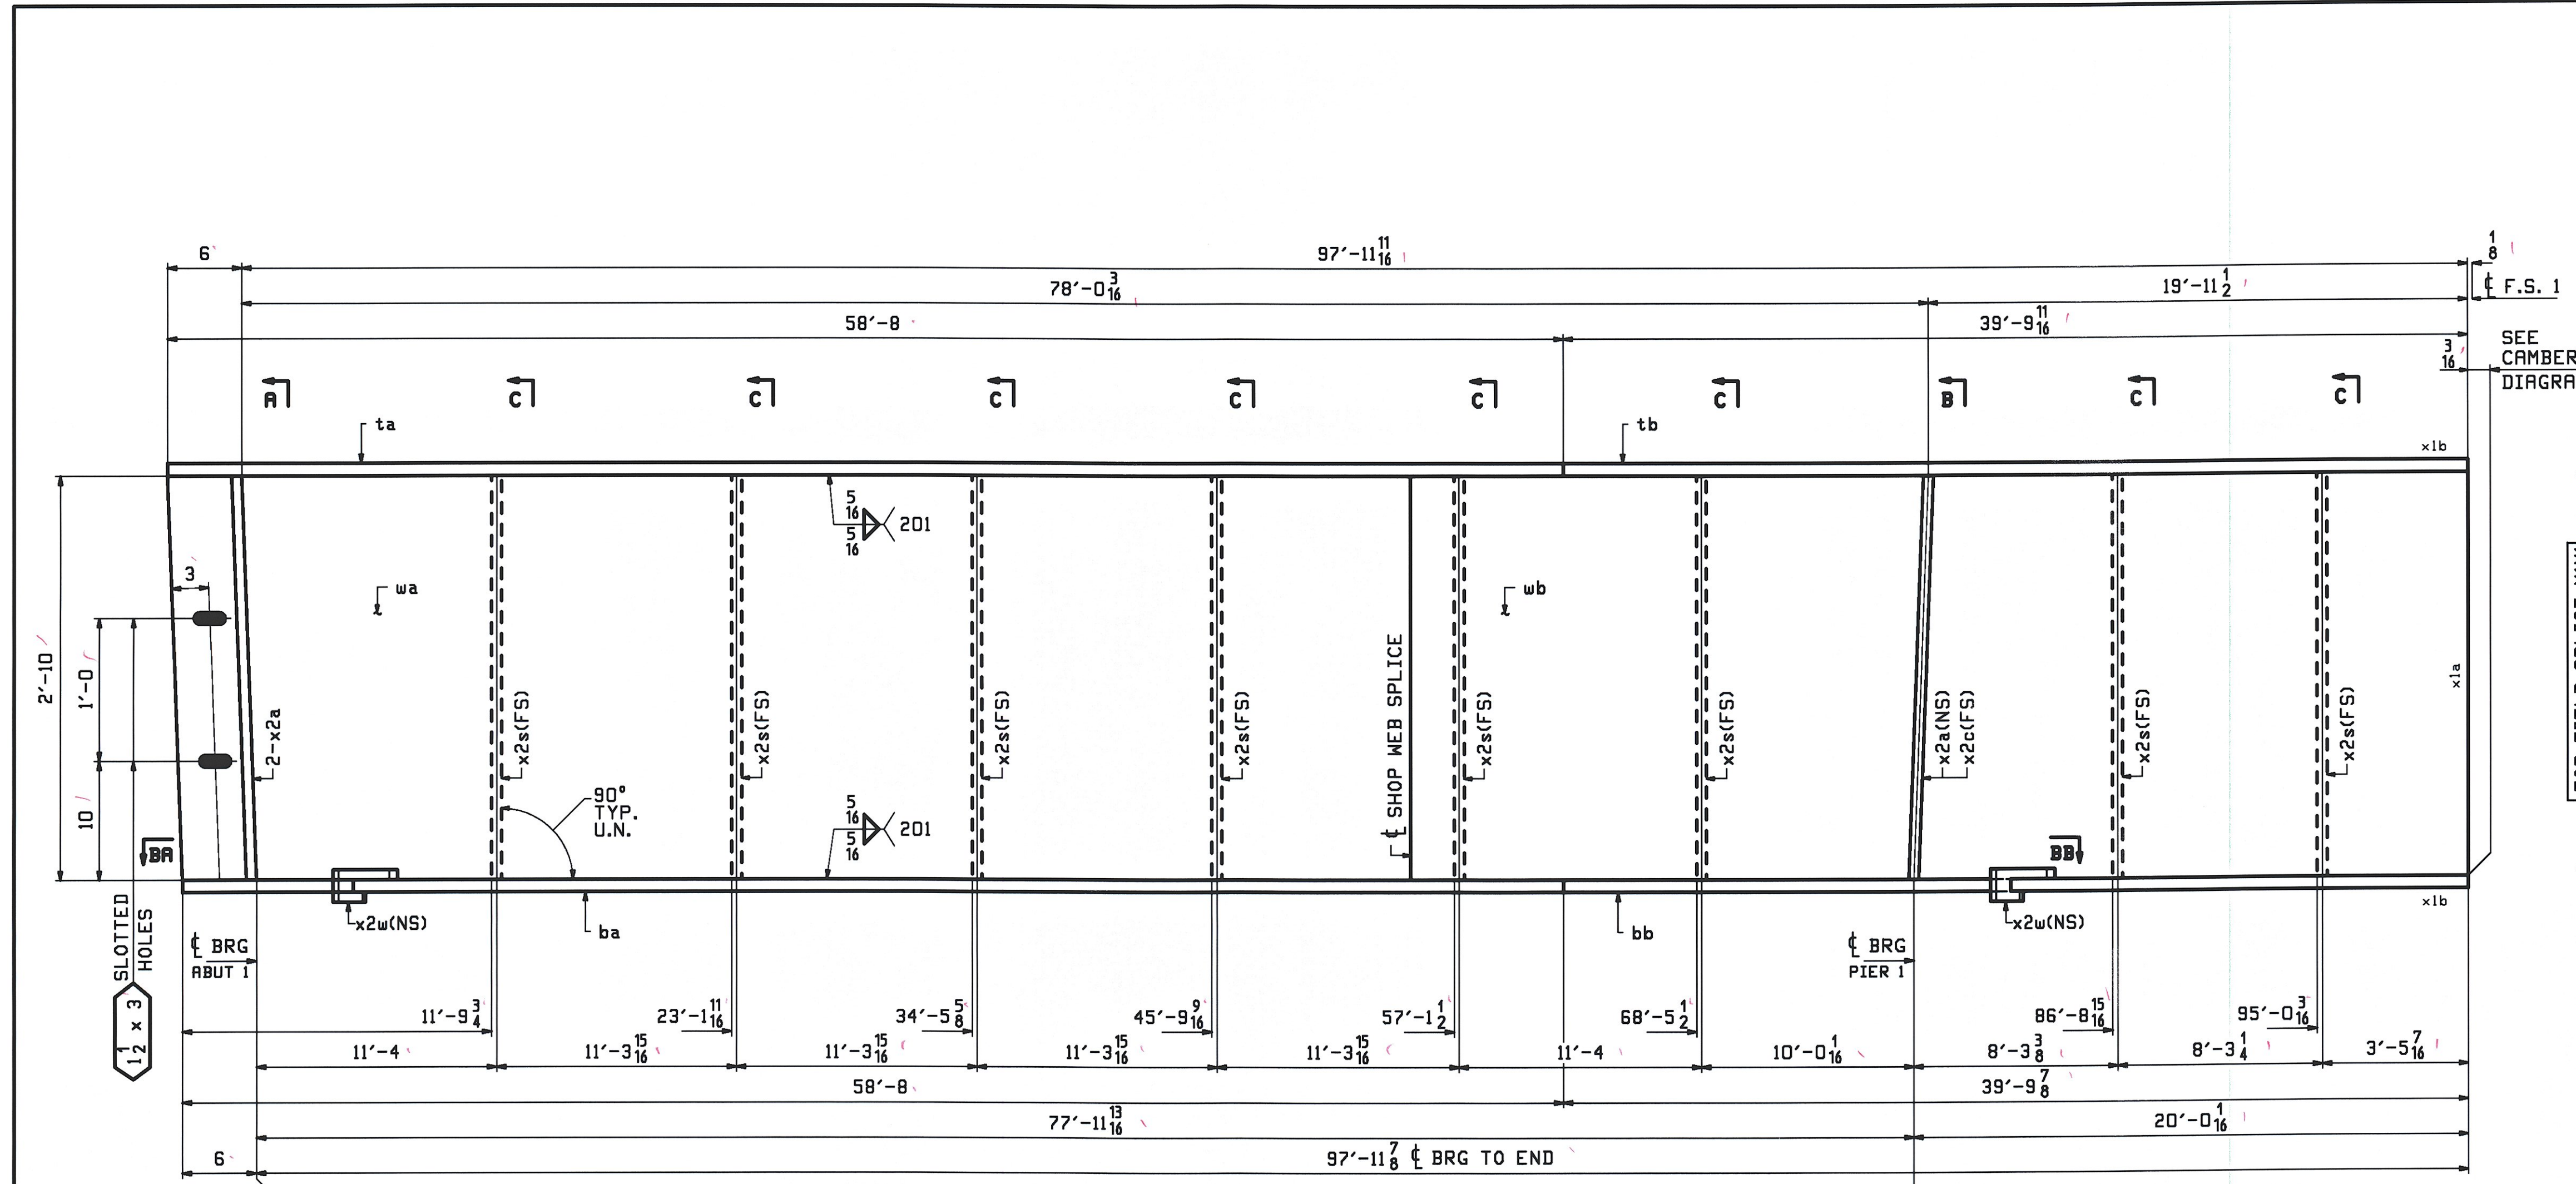 6 97'-11 11/16 1/8
78'-0 3/16 19'-11 1/2 ℄ F.S. 1
58'-8 39'-9 11/16
3/16 SEE
CAMBER
DIAGRA
A C C C C C C B C C
ta tb x1b
5/16
5/16 201
3
wa wb
2'-10
1'-0
10
2-x2a
x2s(FS)
x2s(FS)
x2s(FS)
x2s(FS)
℄ SHOP WEB SPLICE
x2s(FS)
x2s(FS)
x2a(NS)
x2c(FS)
x2s(FS)
x2s(FS)
x1a
90°
TYP.
U.N.
5/16
5/16 201
BA BB
x2w(NS) ba bb x2w(NS) x1b
SLOTTED
HOLES
1 1/2 x 3
℄ BRG
ABUT 1
℄ BRG
PIER 1
11'-9 3/4 23'-1 11/16 34'-5 5/8 45'-9 9/16 57'-1 1/2 68'-5 1/2 86'-8 15/16 95'-0 3/16
11'-4 11'-3 15/16 11'-3 15/16 11'-3 15/16 11'-3 15/16 11'-4 10'-0 1/16 8'-3 3/8 8'-3 1/4 3'-5 7/16
58'-8 39'-9 7/8
77'-11 13/16 20'-0 1/16
6 97'-11 7/8 ℄ BRG TO END